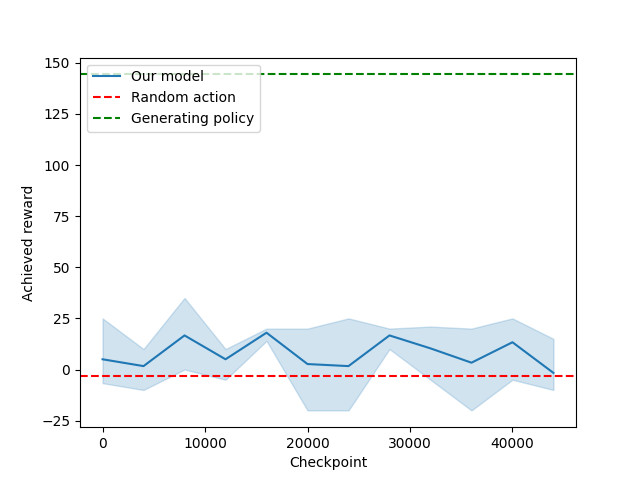 150
125
100
75
50
25
0
−25
Achieved reward
Our model
Random action
Generating policy
0 10000 20000 30000 40000
Checkpoint